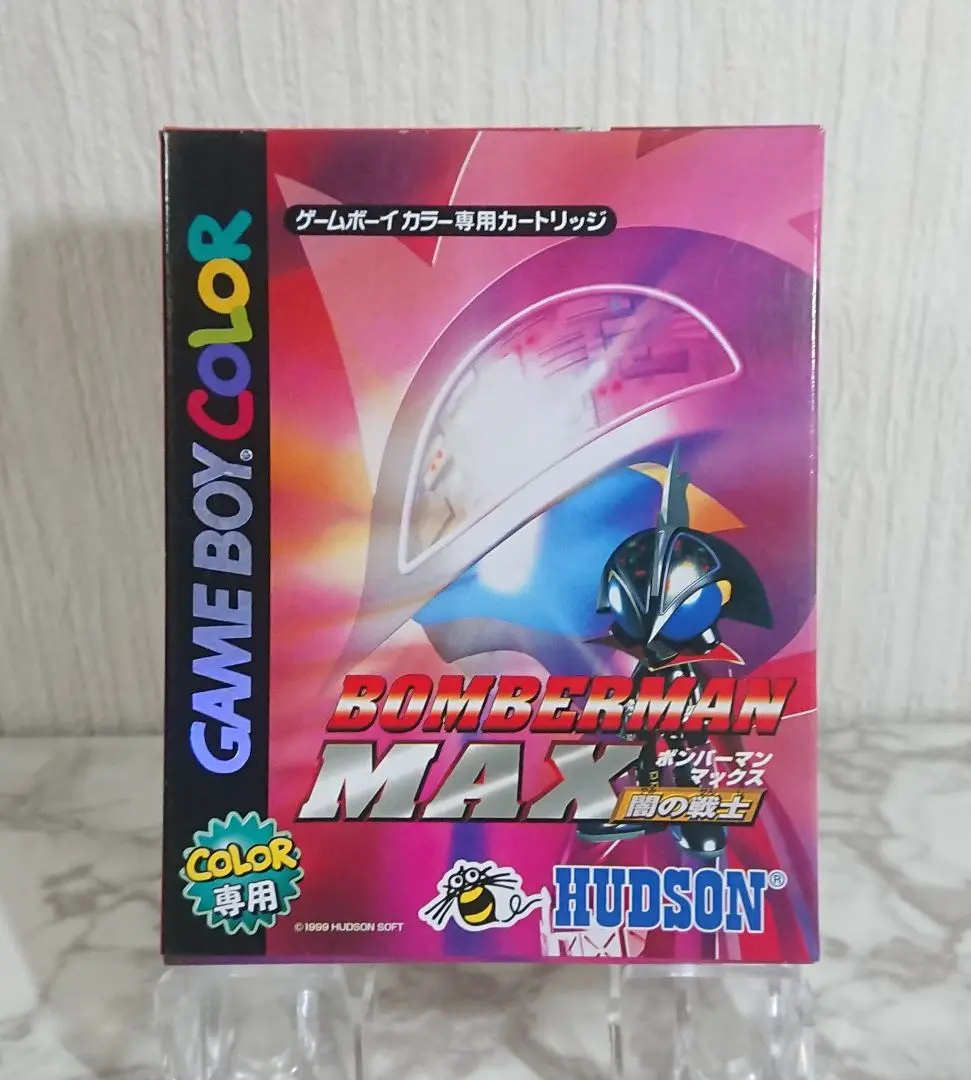 ゲームボーイカラー専用カートリッジ
GAME BOY COLOR
BOMBERMAN
MAX
ボンバーマン
マックス
闇の戦士
COLOR
専用
©1999 HUDSON SOFT
HUDSON®